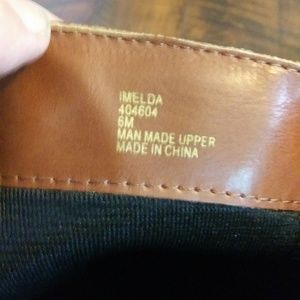 IMELDA
404604
6M
MAN MADE UPPER
MADE IN CHINA